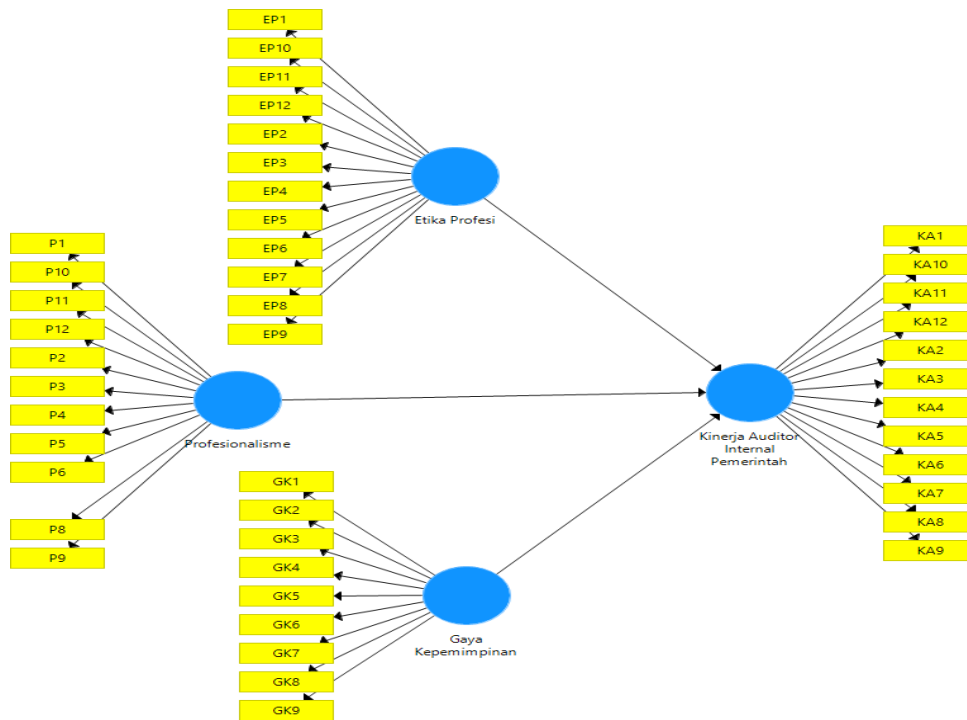 EP1
EP10
EP11
EP12
EP2
EP3
EP4
EP5
EP6
EP7
EP8
EP9
Etika Profesi
P1
P10
P11
P12
P2
P3
P4
P5
P6
P8
P9
Profesionalisme
GK1
GK2
GK3
GK4
GK5
GK6
GK7
GK8
GK9
Gaya
Kepemimpinan
KA1
KA10
KA11
KA12
KA2
KA3
KA4
KA5
KA6
KA7
KA8
KA9
Kinerja Auditor
Internal
Pemerintah